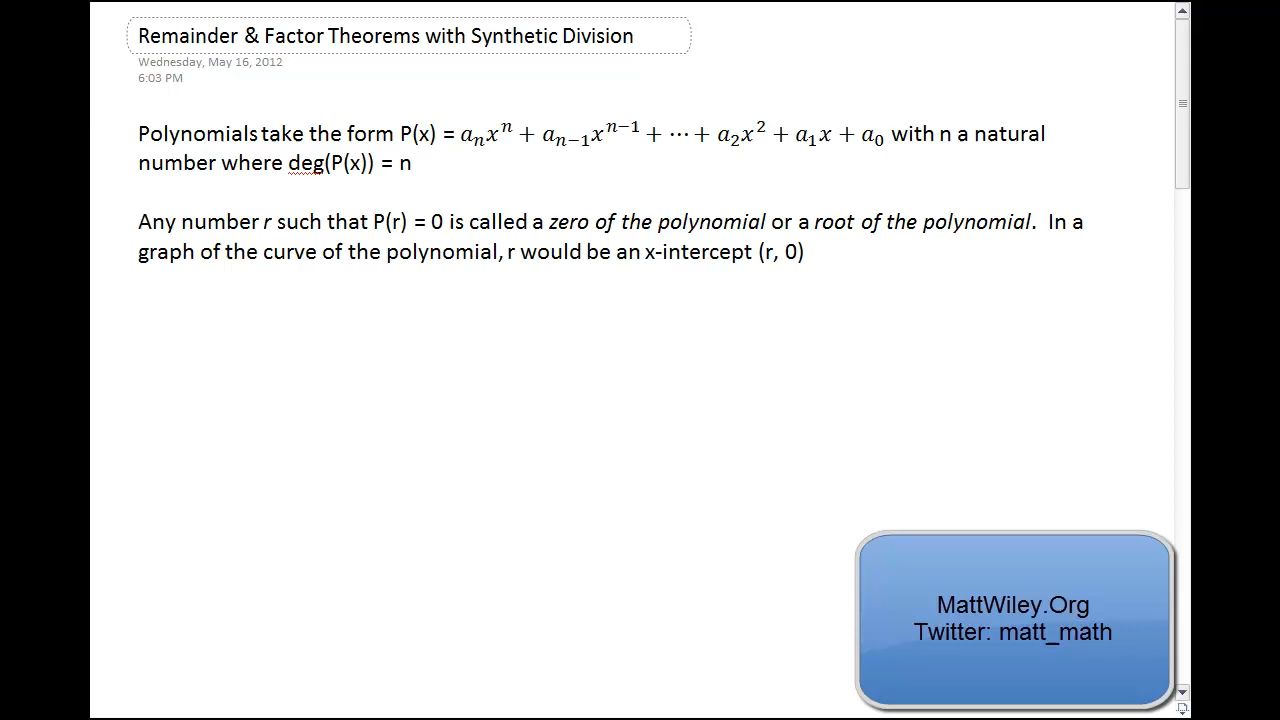 Remainder & Factor Theorems with Synthetic Division
Wednesday, May 16, 2012
6:03 PM
Polynomials take the form P(x) = aₙxⁿ + aₙ₋₁xⁿ⁻¹ + ⋯ + a₂x² + a₁x + a₀ with n a natural
number where deg(P(x)) = n
Any number r such that P(r) = 0 is called a zero of the polynomial or a root of the polynomial. In a
graph of the curve of the polynomial, r would be an x-intercept (r, 0)
MattWiley.Org
Twitter: matt_math